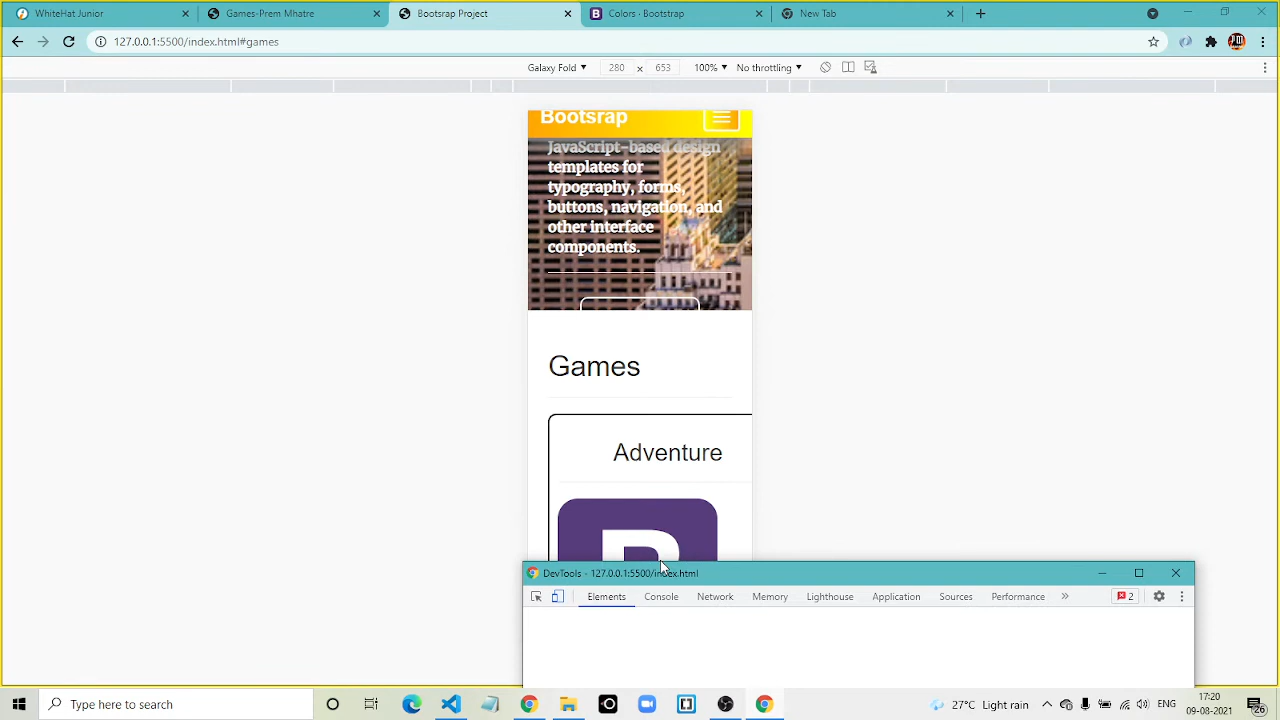 WhiteHat Junior
Games-Prem Mhatre
Bootsrap Project
Colors · Bootstrap
New Tab
127.0.0.1:5500/index.html#games
Galaxy Fold
280 × 653
100%
No throttling
Bootsrap
JavaScript-based design
templates for
typography, forms,
buttons, navigation, and
other interface
components.
Games
Adventure
B
DevTools - 127.0.0.1:5500/index.html
Elements
Console
Network
Memory
Lighthouse
Application
Sources
Performance
»
2
Type here to search
27°C Light rain
ENG
17:20
09-08-2021
26